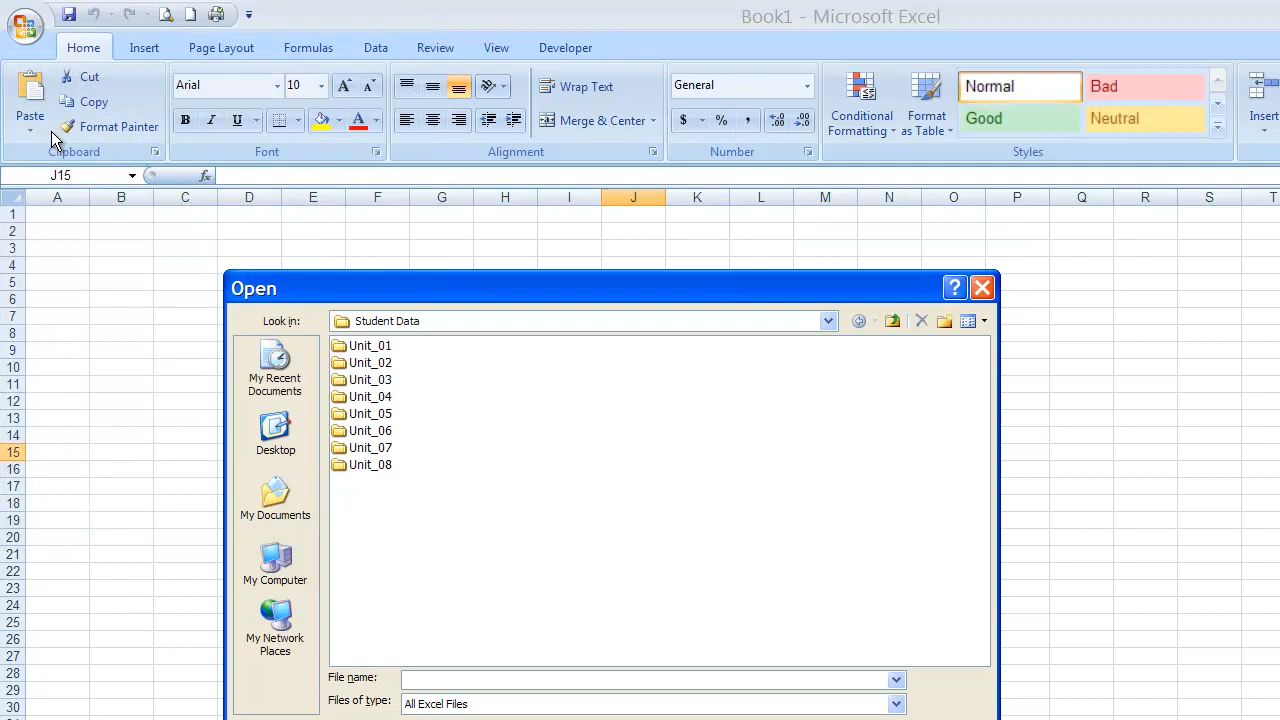 Book1 - Microsoft Excel
Home Insert Page Layout Formulas Data Review View Developer
Paste
Cut
Copy
Format Painter
Clipboard
Arial 10
B I U
Font
Wrap Text
Merge & Center
Alignment
General
$ % ,
Number
Conditional Formatting
Format as Table
Normal Bad
Good Neutral
Styles
Insert
J15 fx
A B C D E F G H I J K L M N O P Q R S T
1
2
3
4
5
6
7
8
9
10
11
12
13
14
15
16
17
18
19
20
21
22
23
24
25
26
27
28
29
30
Open
Look in: Student Data
My Recent Documents
Desktop
My Documents
My Computer
My Network Places
Unit_01
Unit_02
Unit_03
Unit_04
Unit_05
Unit_06
Unit_07
Unit_08
File name:
Files of type: All Excel Files